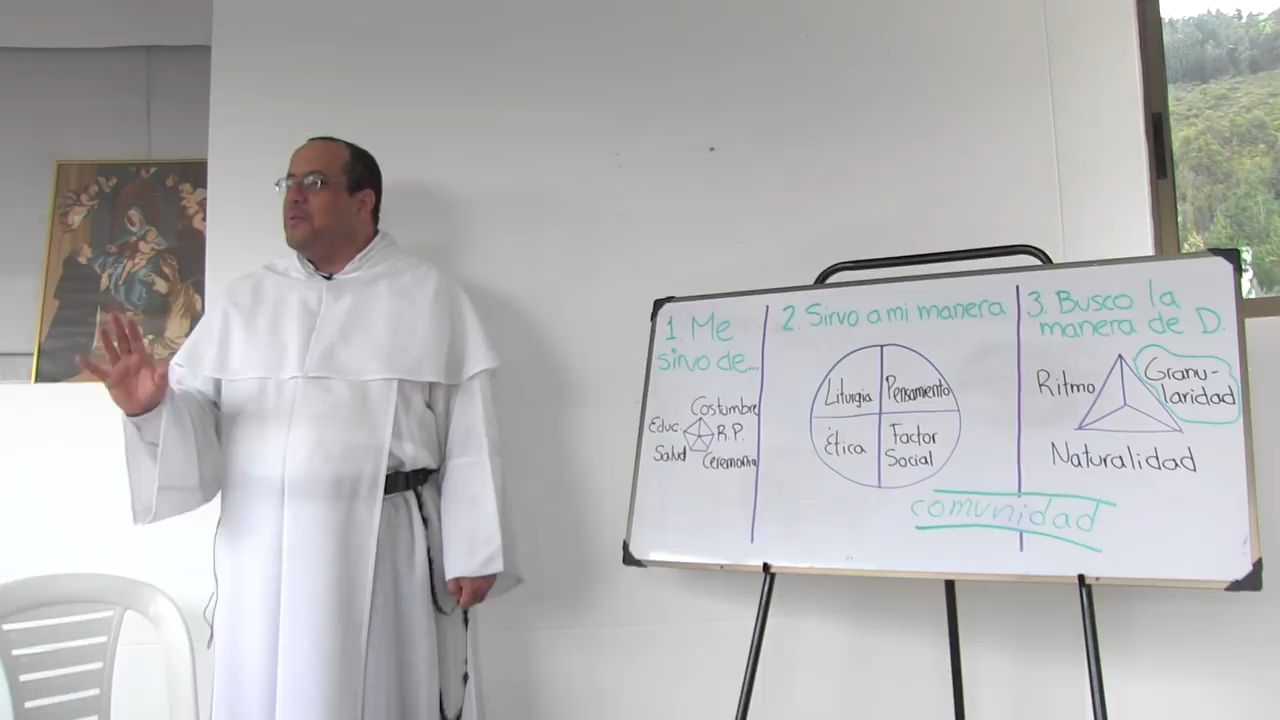 1. Me
sirvo de...
Costumbre
Educ.
R.P.
Salud
Ceremonia
2. Sirvo a mi manera
Liturgia
Pensamiento
Ética
Factor
Social
3. Busco la
manera de D.
Ritmo
Granu-
laridad
Naturalidad
comunidad